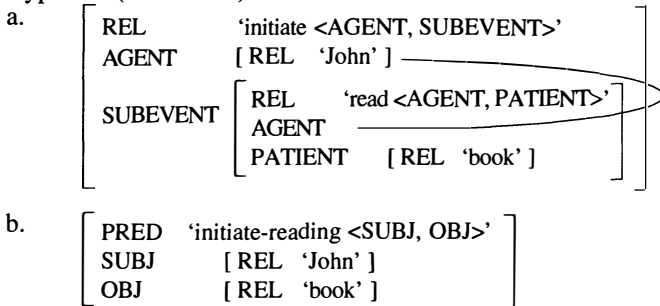 a.
REL ‘initiate <AGENT, SUBEVENT>’
AGENT [ REL ‘John’ ]
SUBEVENT
REL ‘read <AGENT, PATIENT>’
AGENT
PATIENT [ REL ‘book’ ]
b.
PRED ‘initiate-reading <SUBJ, OBJ>’
SUBJ [ REL ‘John’ ]
OBJ [ REL ‘book’ ]